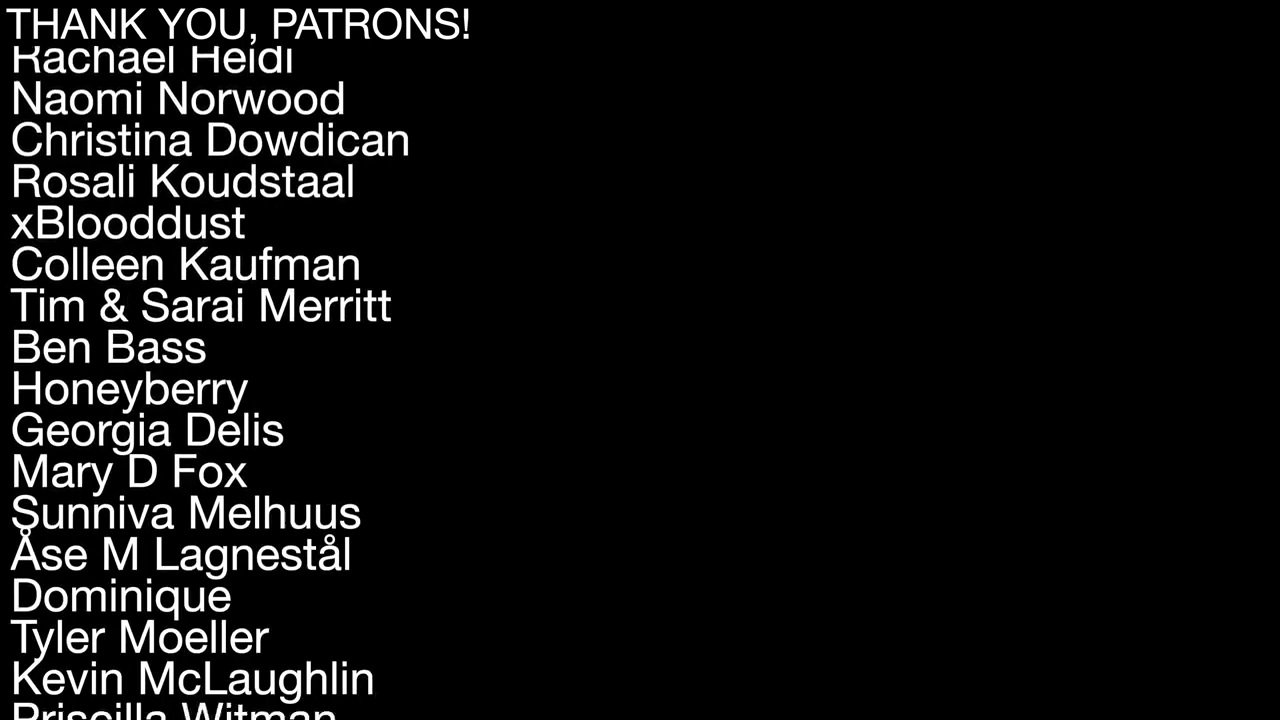 THANK YOU, PATRONS!
Rachael Heidi
Naomi Norwood
Christina Dowdican
Rosali Koudstaal
xBlooddust
Colleen Kaufman
Tim & Sarai Merritt
Ben Bass
Honeyberry
Georgia Delis
Mary D Fox
Sunniva Melhuus
Åse M Lagnestål
Dominique
Tyler Moeller
Kevin McLaughlin
Priscilla Witman